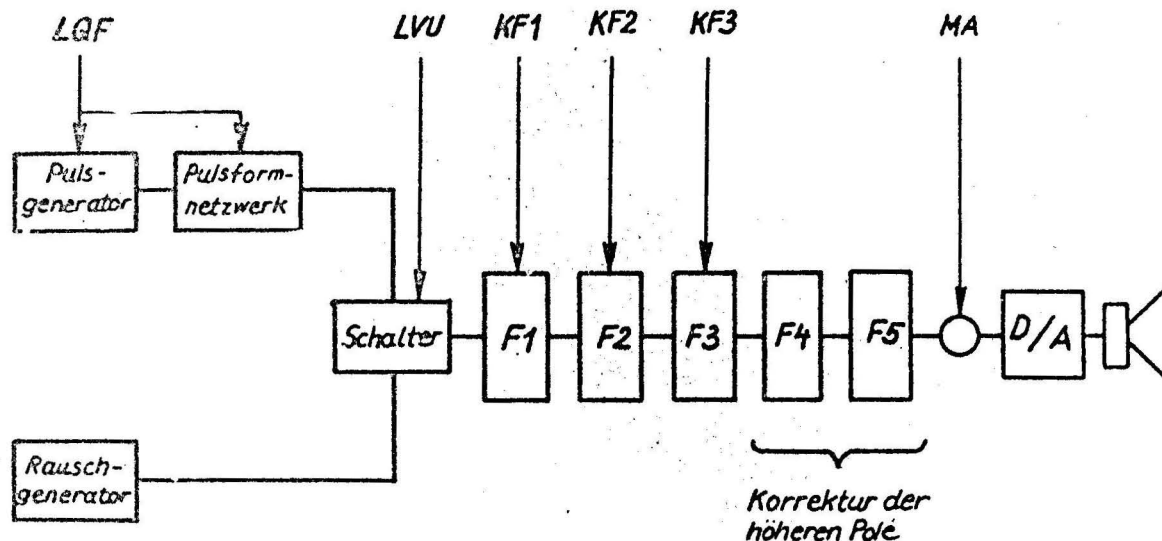 LQF
LVU
KF1
KF2
KF3
MA
Puls-
generator
Pulsform-
netzwerk
Schalter
F1
F2
F3
F4
F5
D/A
Rausch-
generator
Korrektur der
höheren Pole